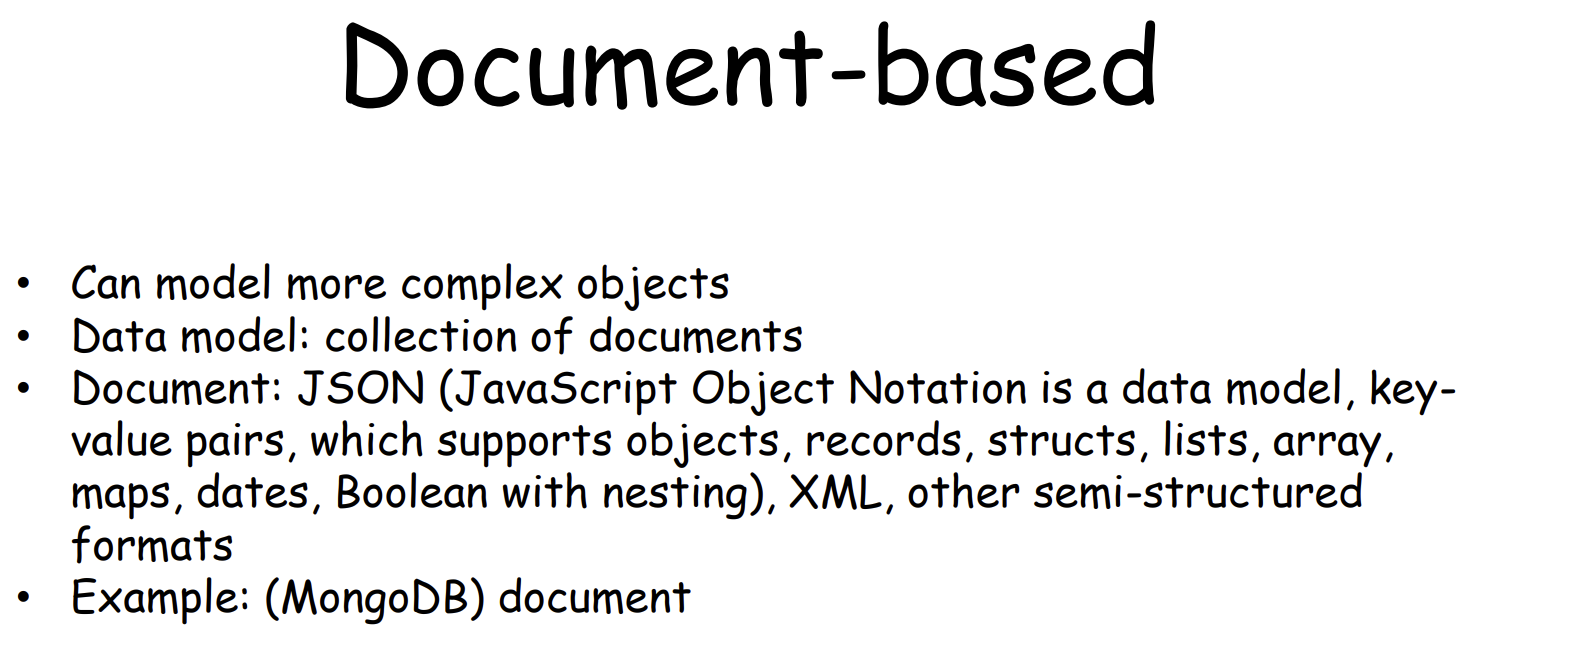 Document-based
• Can model more complex objects
• Data model: collection of documents
• Document: JSON (JavaScript Object Notation is a data model, key-
value pairs, which supports objects, records, structs, lists, array,
maps, dates, Boolean with nesting), XML, other semi-structured
formats
• Example: (MongoDB) document